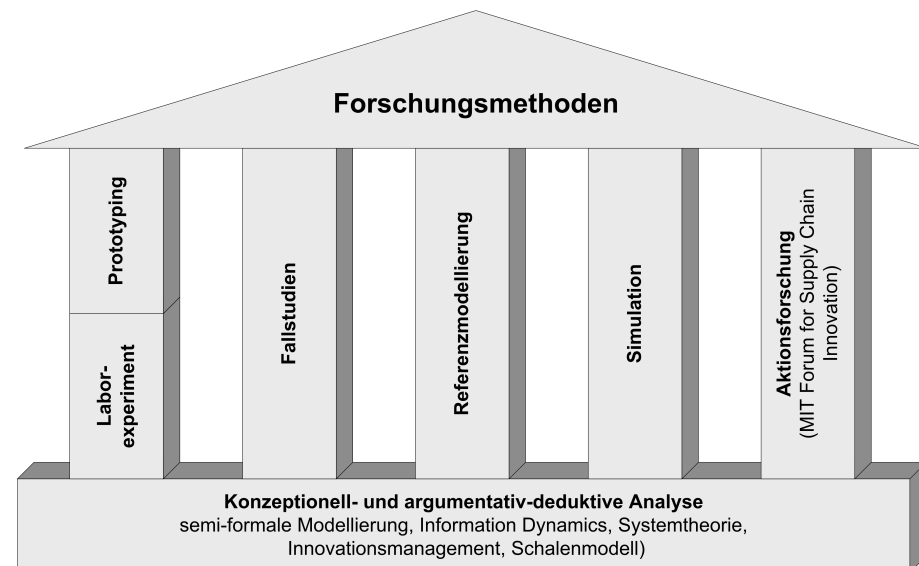 Forschungsmethoden
Prototyping
Labor-
experiment
Fallstudien
Referenzmodellierung
Simulation
Aktionsforschung
(MIT Forum for Supply Chain
Innovation)
Konzeptionell- und argumentativ-deduktive Analyse
semi-formale Modellierung, Information Dynamics, Systemtheorie,
Innovationsmanagement, Schalenmodell)